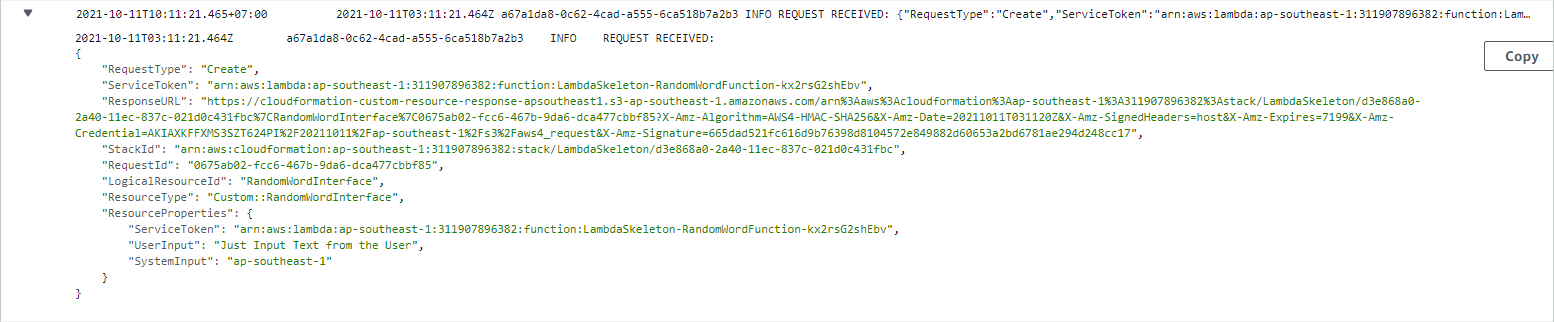 2021-10-11T10:11:21.465+07:00 2021-10-11T03:11:21.464Z a67a1da8-0c62-4cad-a555-6ca518b7a2b3 INFO REQUEST RECEIVED: {"RequestType":"Create","ServiceToken":"arn:aws:lambda:ap-southeast-1:311907896382:function:Lam…
2021-10-11T03:11:21.464Z a67a1da8-0c62-4cad-a555-6ca518b7a2b3 INFO REQUEST RECEIVED:
Copy
{
"RequestType": "Create",
"ServiceToken": "arn:aws:lambda:ap-southeast-1:311907896382:function:LambdaSkeleton-RandomWordFunction-kx2rsG2shEbv",
"ResponseURL": "https://cloudformation-custom-resource-response-apsoutheast1.s3-ap-southeast-1.amazonaws.com/arn%3Aaws%3Acloudformation%3Aap-southeast-1%3A311907896382%3Astack/LambdaSkeleton/d3e868a0-
2a40-11ec-837c-021d0c431fbc%7CRandomWordInterface%7C0675ab02-fcc6-467b-9da6-dca477cbbf85?X-Amz-Algorithm=AWS4-HMAC-SHA256&X-Amz-Date=20211011T031120Z&X-Amz-SignedHeaders=host&X-Amz-Expires=7199&X-Amz-
Credential=AKIAXKFFXMS3SZT624PI%2F20211011%2Fap-southeast-1%2Fs3%2Faws4_request&X-Amz-Signature=665dad521fc616d9b76398d8104572e849882d60653a2bd6781ae294d248cc17",
"StackId": "arn:aws:cloudformation:ap-southeast-1:311907896382:stack/LambdaSkeleton/d3e868a0-2a40-11ec-837c-021d0c431fbc",
"RequestId": "0675ab02-fcc6-467b-9da6-dca477cbbf85",
"LogicalResourceId": "RandomWordInterface",
"ResourceType": "Custom::RandomWordInterface",
"ResourceProperties": {
"ServiceToken": "arn:aws:lambda:ap-southeast-1:311907896382:function:LambdaSkeleton-RandomWordFunction-kx2rsG2shEbv",
"UserInput": "Just Input Text from the User",
"SystemInput": "ap-southeast-1"
}
}